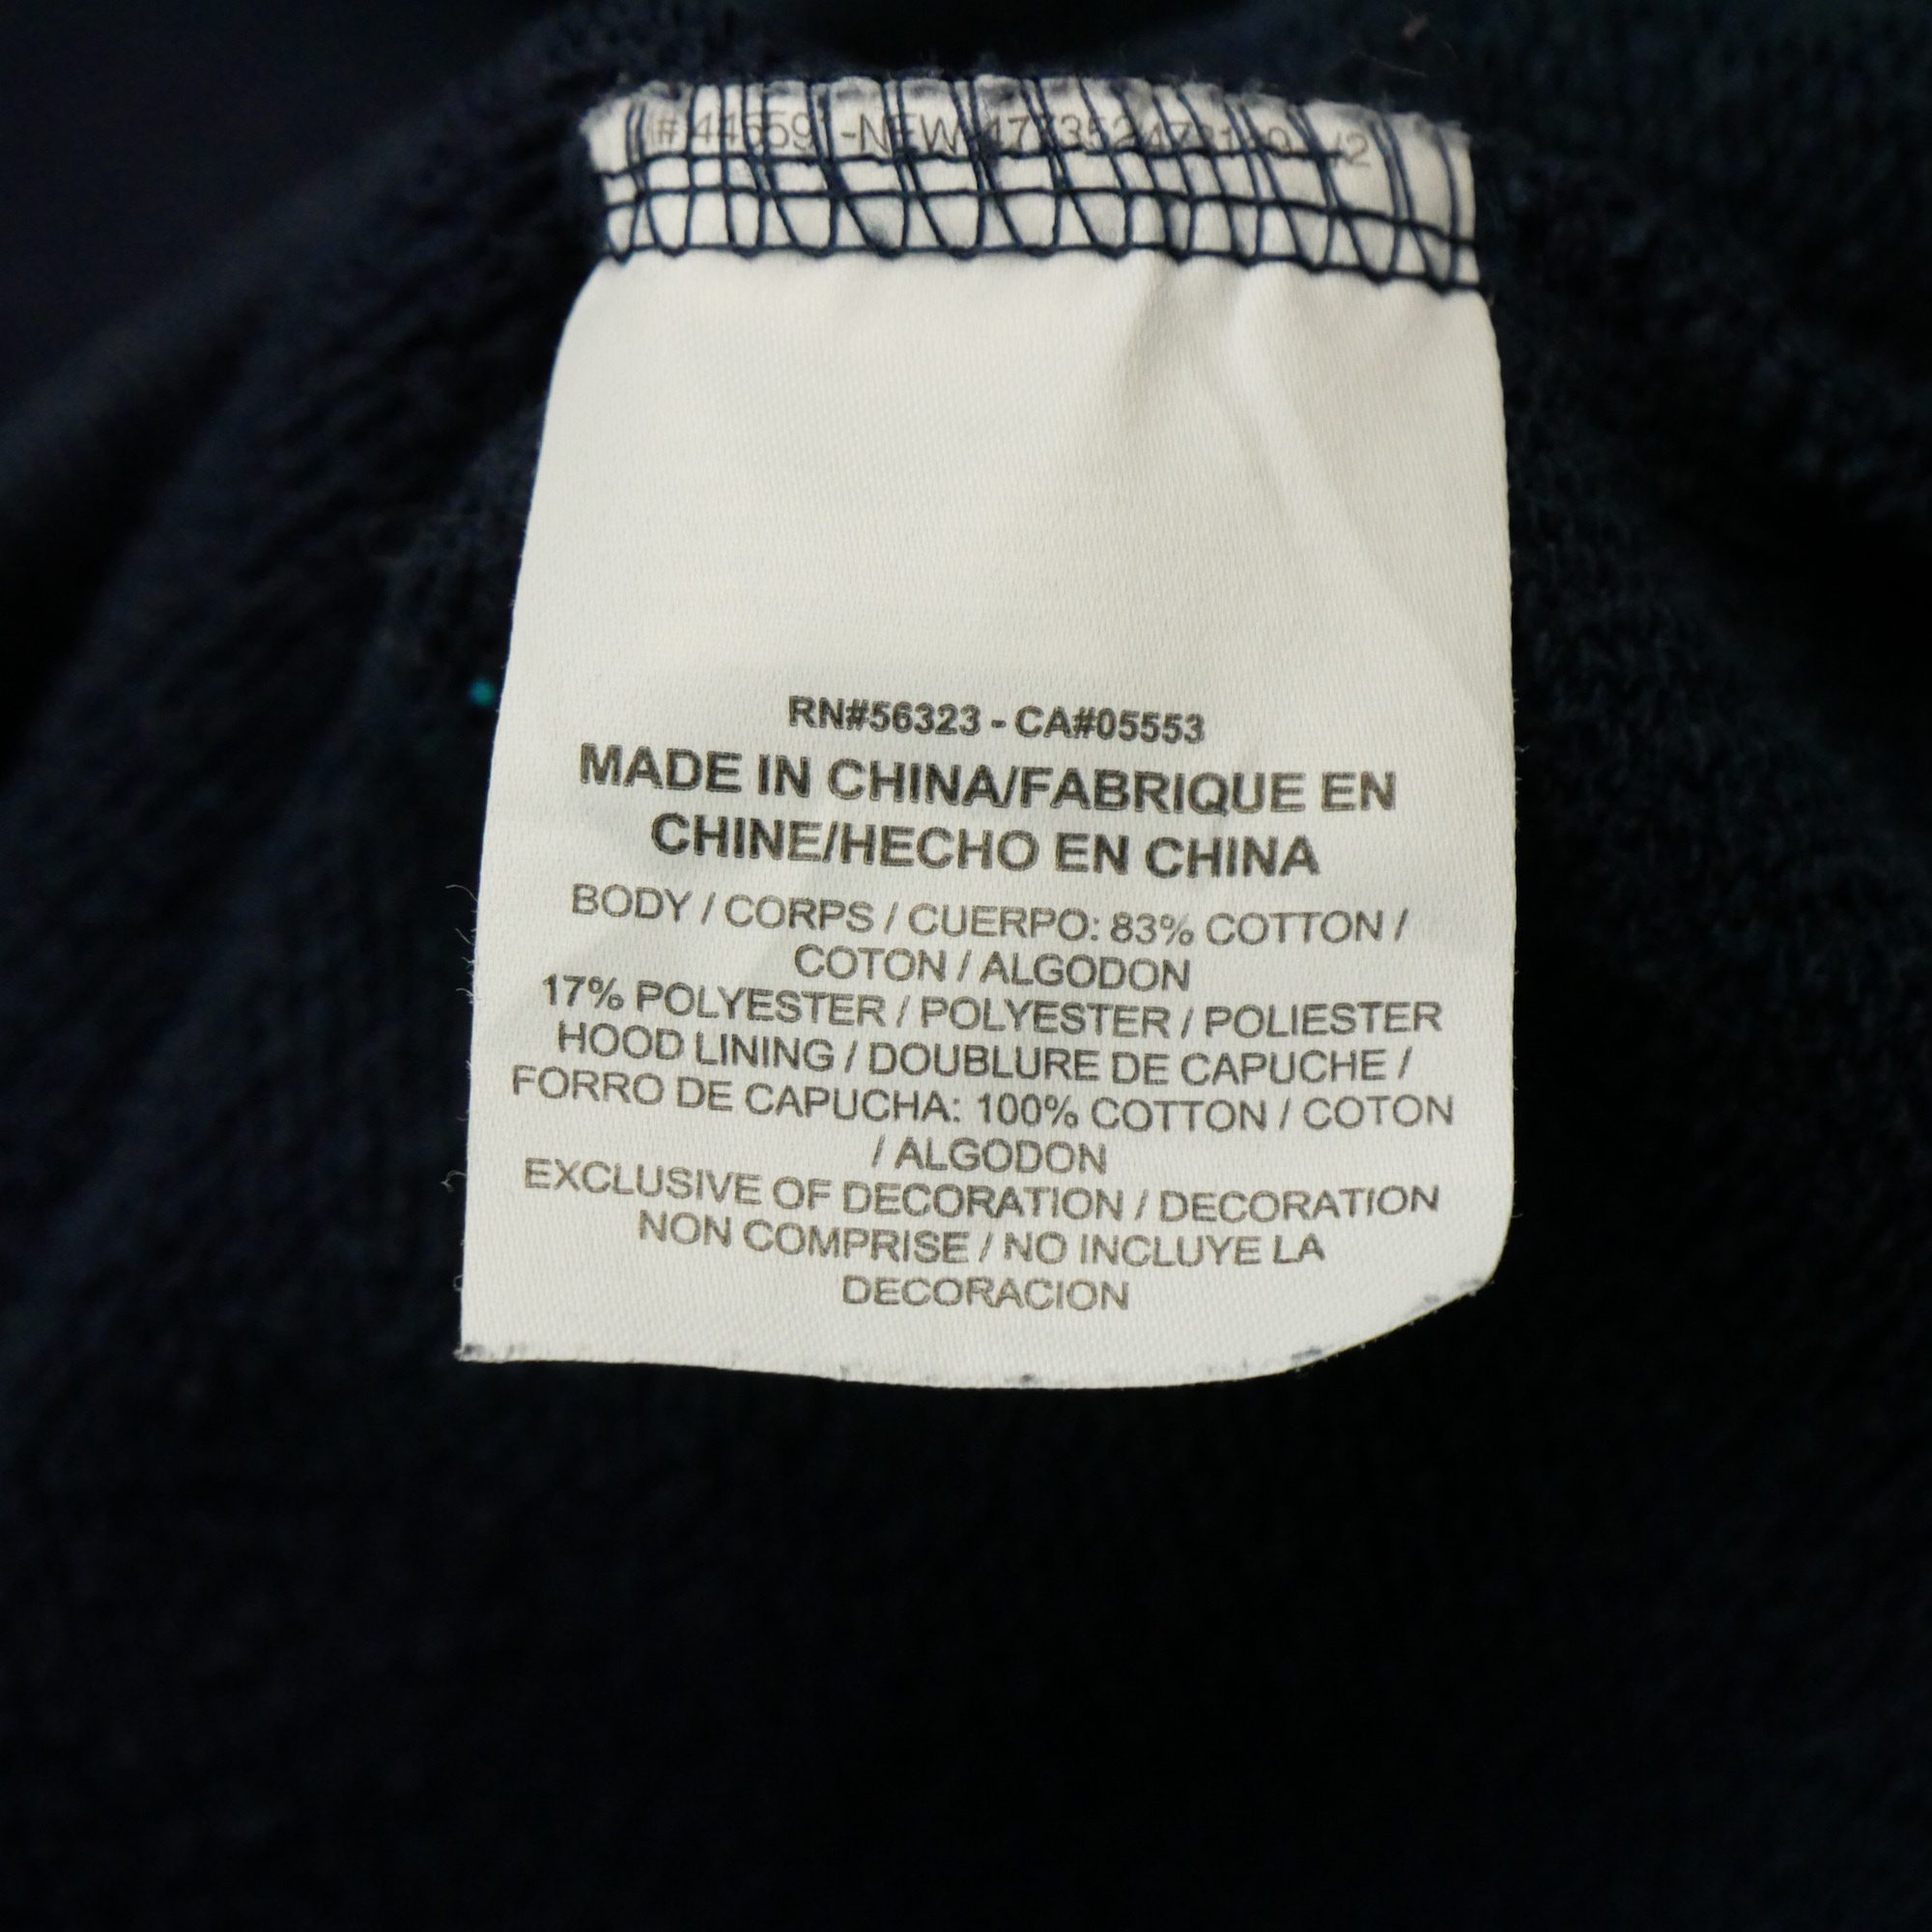 RN#56323 - CA#05553
MADE IN CHINA/FABRIQUE EN
CHINE/HECHO EN CHINA
BODY / CORPS / CUERPO: 83% COTTON /
COTON / ALGODON
17% POLYESTER / POLYESTER / POLIESTER
HOOD LINING / DOUBLURE DE CAPUCHE /
FORRO DE CAPUCHA: 100% COTTON / COTON
/ ALGODON
EXCLUSIVE OF DECORATION / DECORATION
NON COMPRISE / NO INCLUYE LA
DECORACION